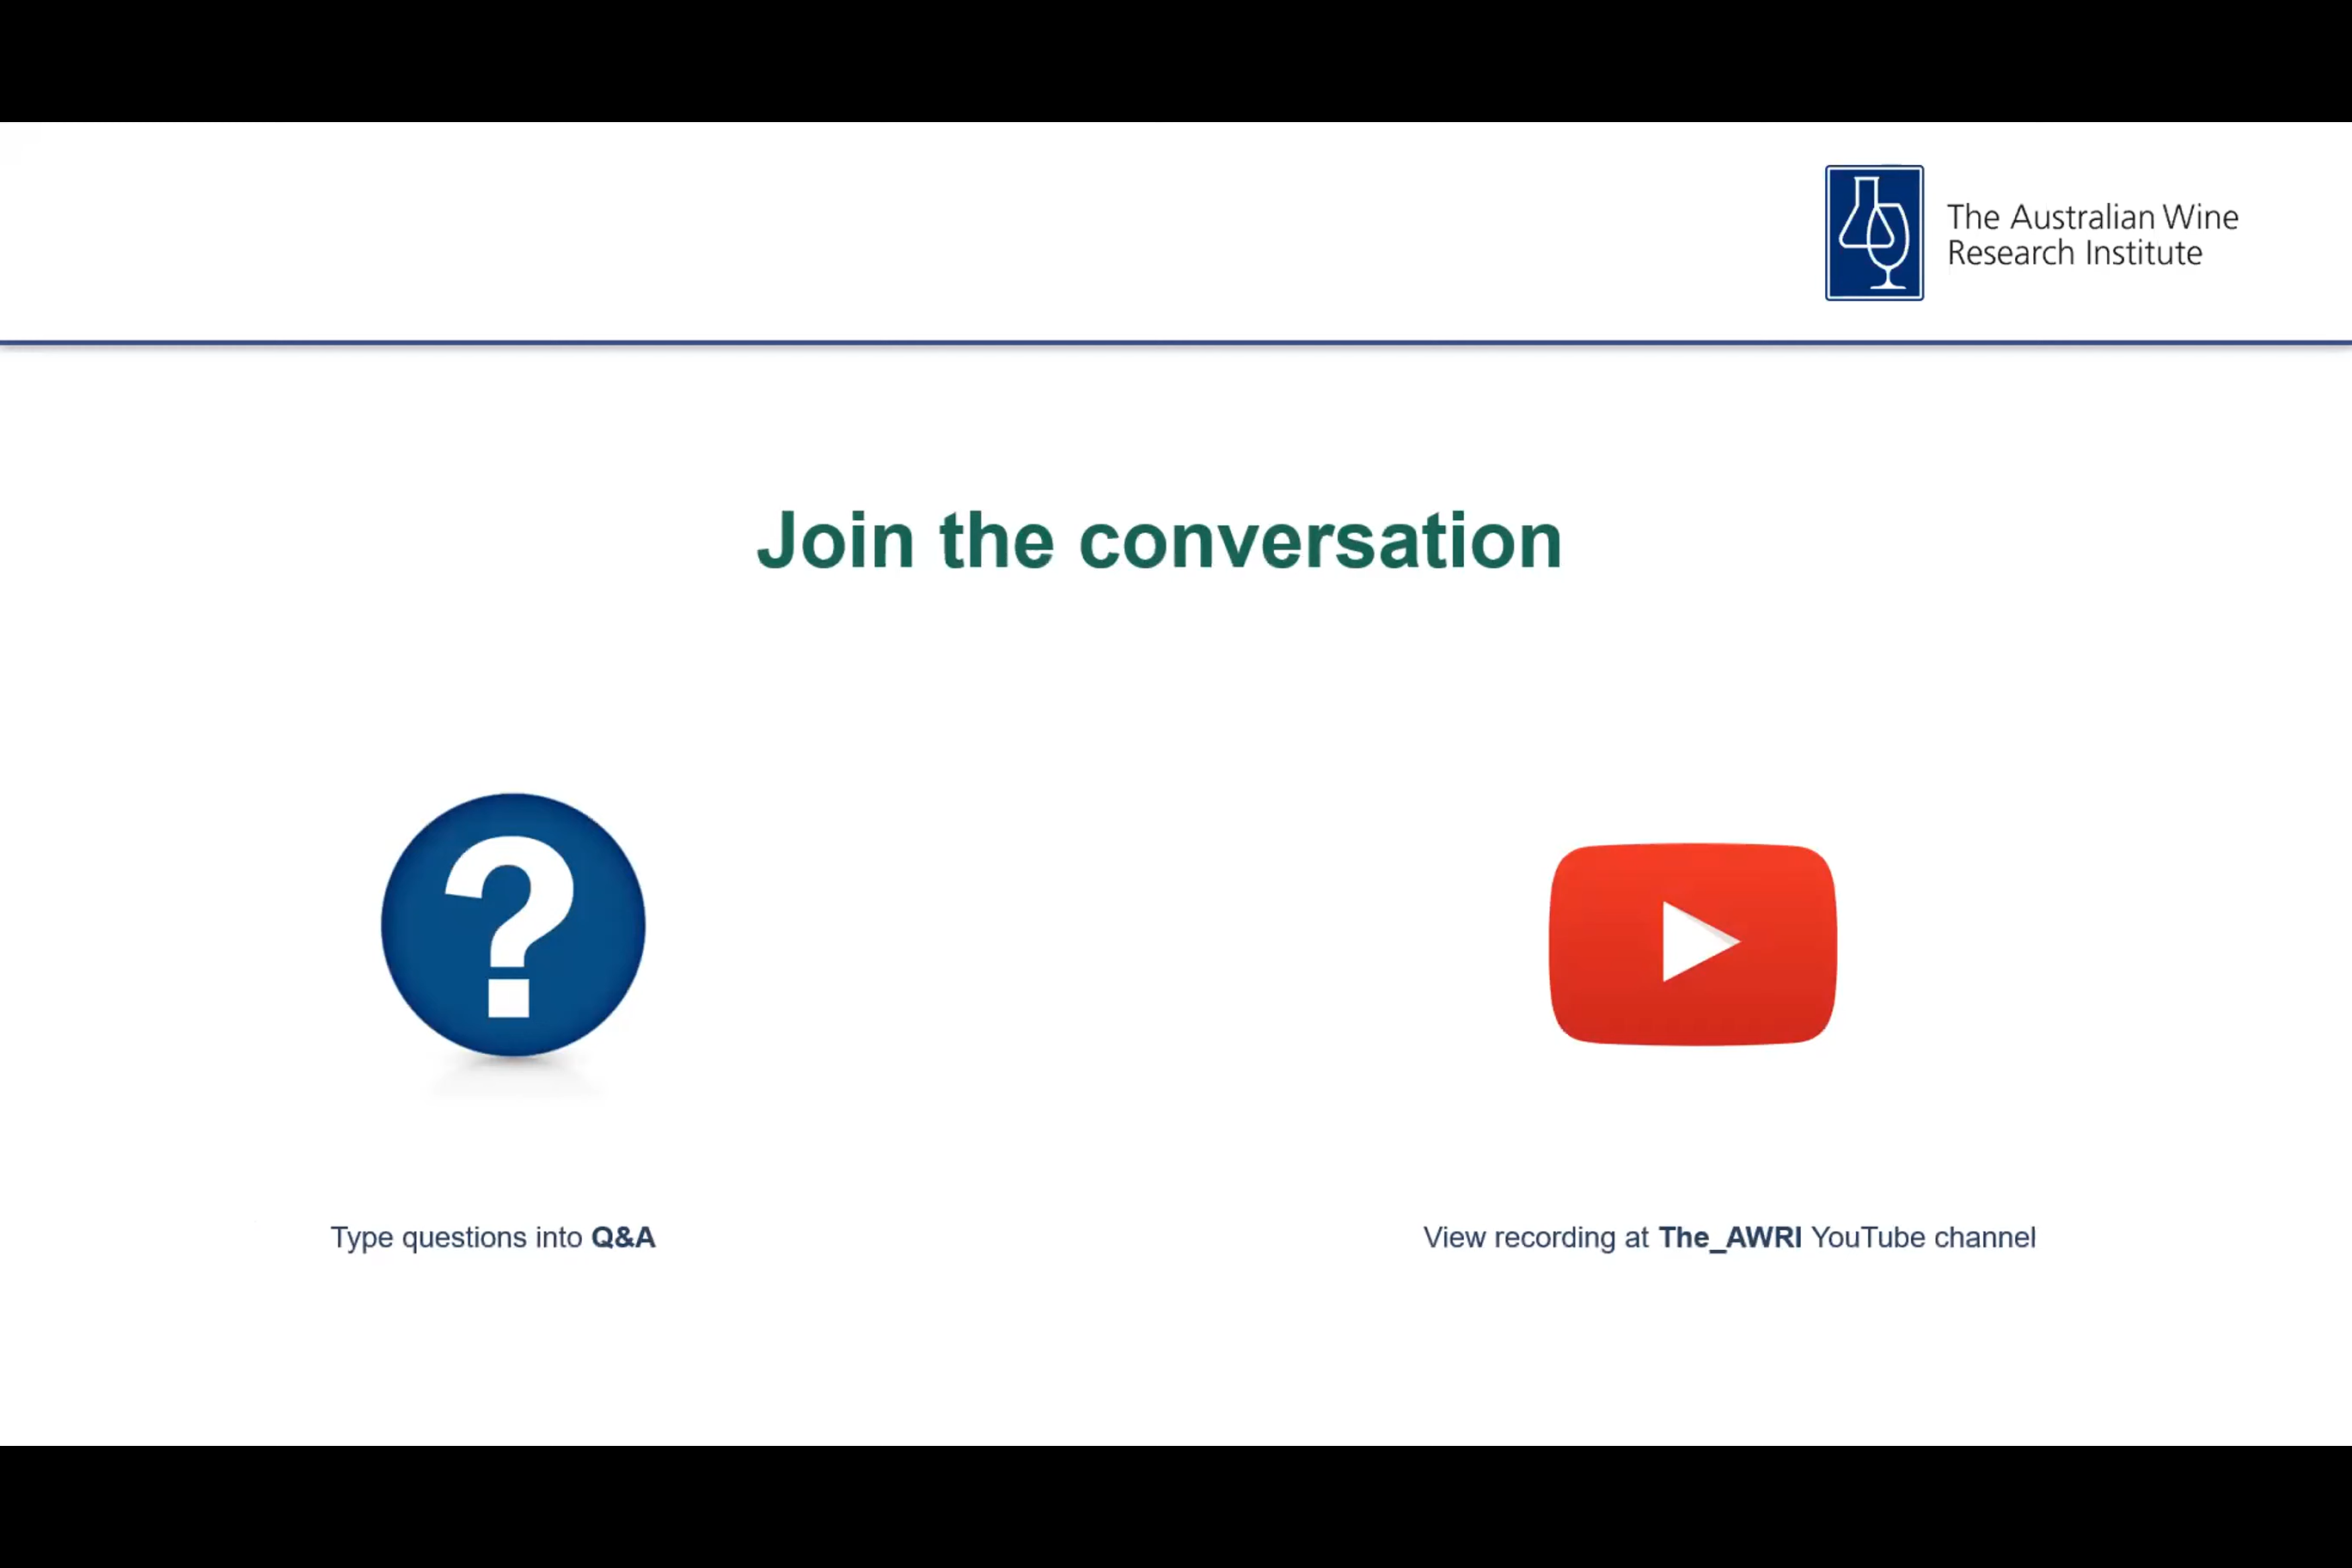 The Australian Wine
Research Institute
Join the conversation
?
Type questions into Q&A
View recording at The_AWRI YouTube channel